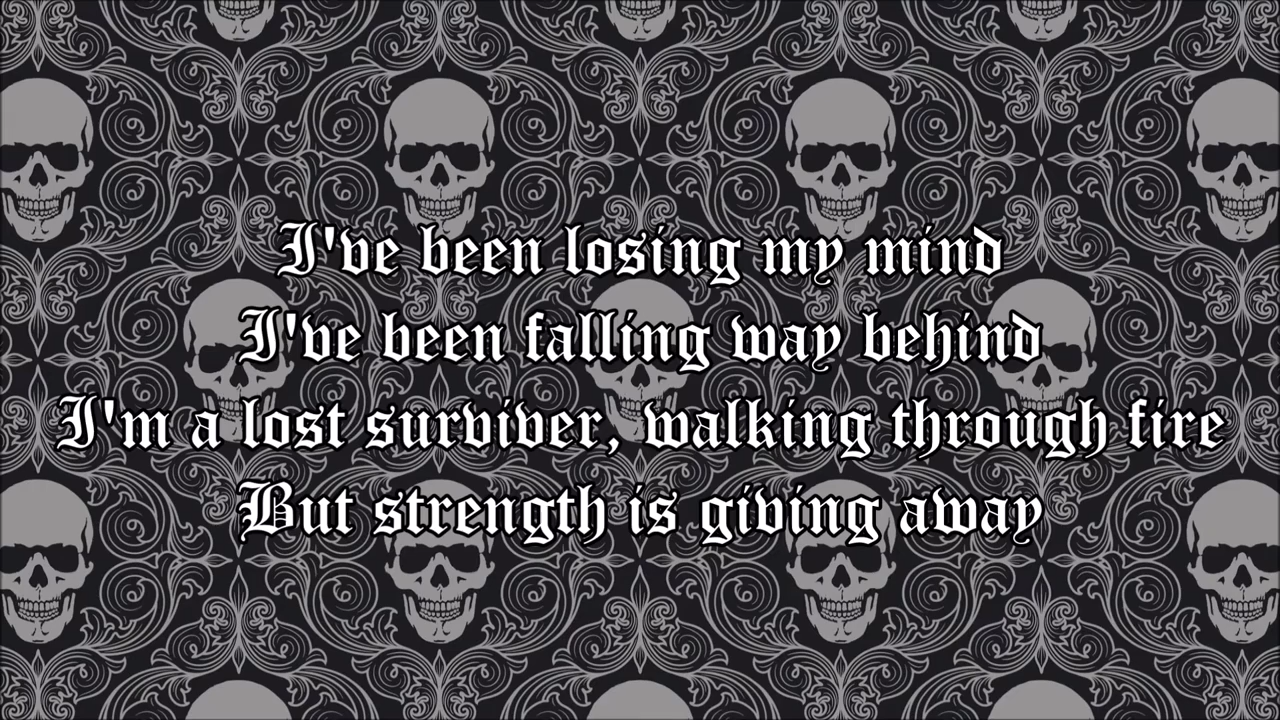 I've been losing my mind
I've been falling way behind
I'm a lost surviver, walking through fire
But strength is giving away